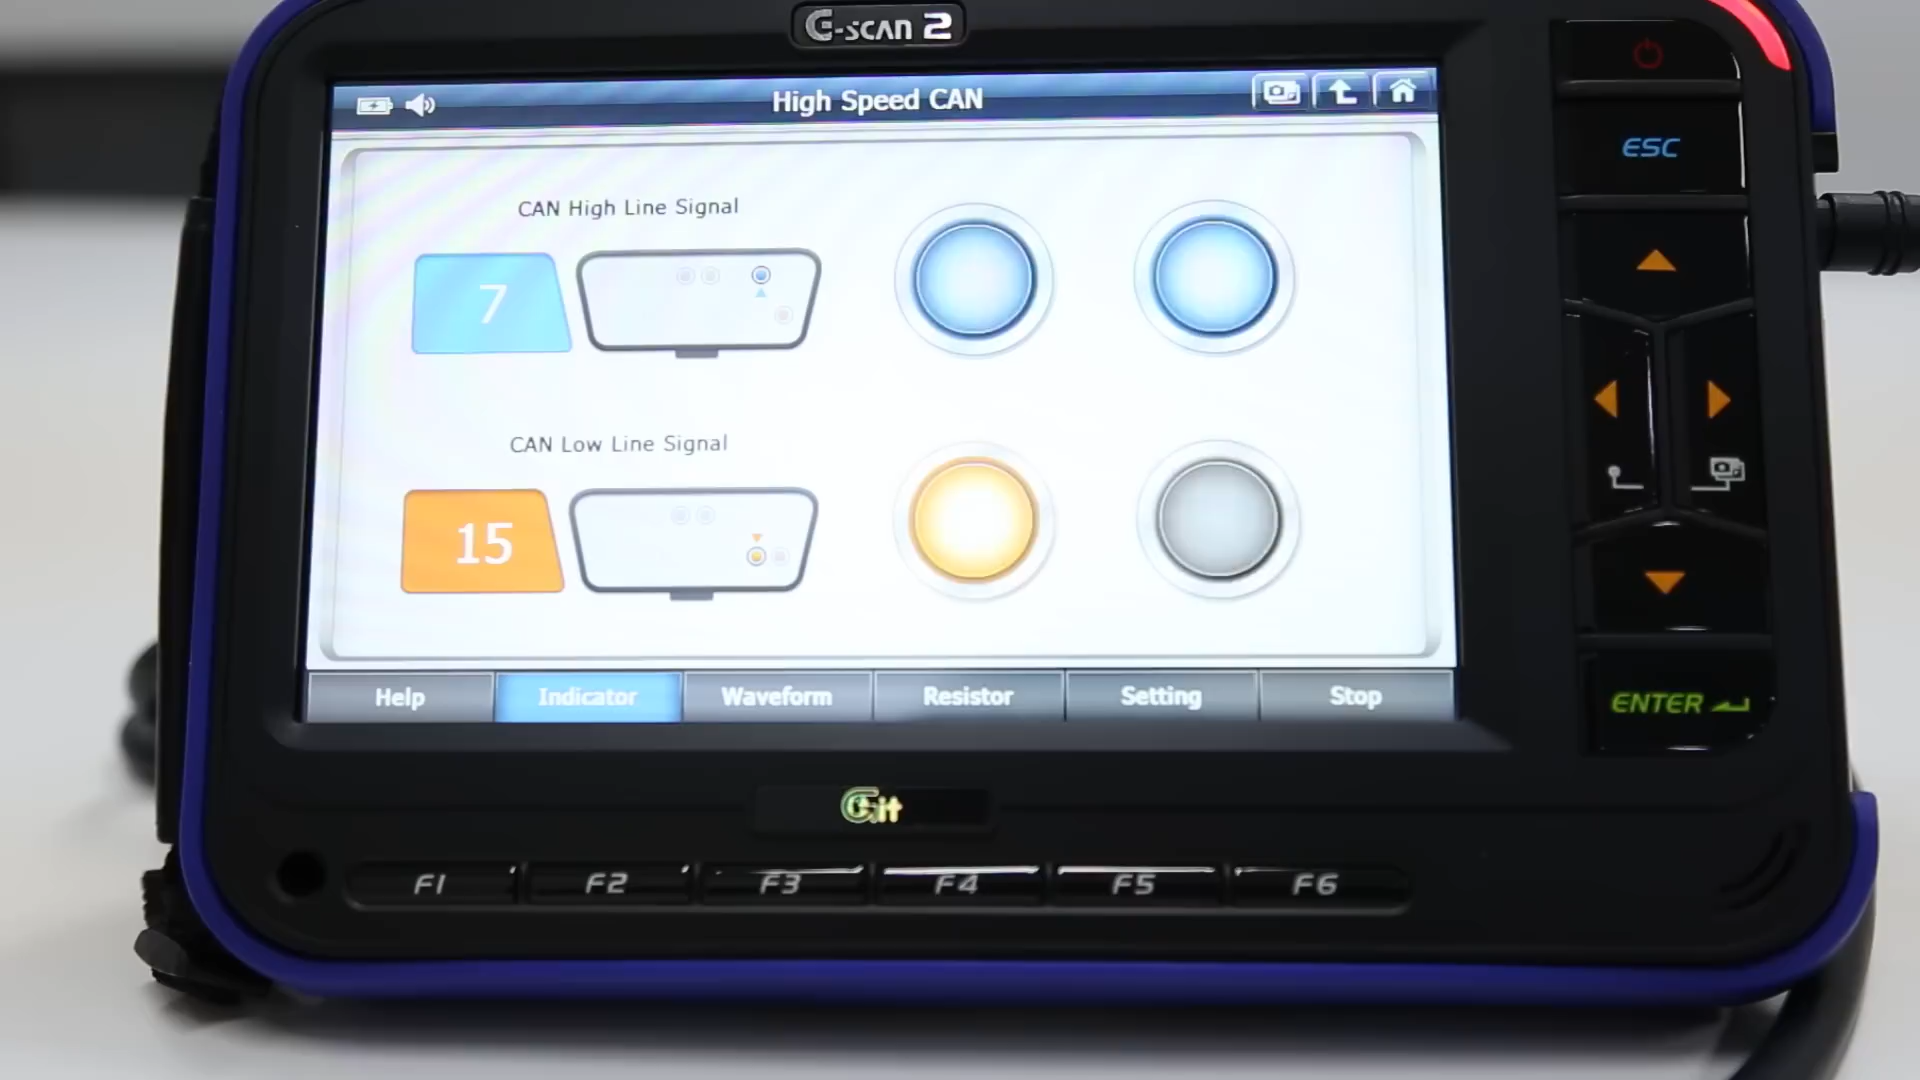 G-SCAN 2
High Speed CAN
CAN High Line Signal
7
CAN Low Line Signal
15
Help Indicator Waveform Resistor Setting Stop
ESC
ENTER
Git
F1 F2 F3 F4 F5 F6